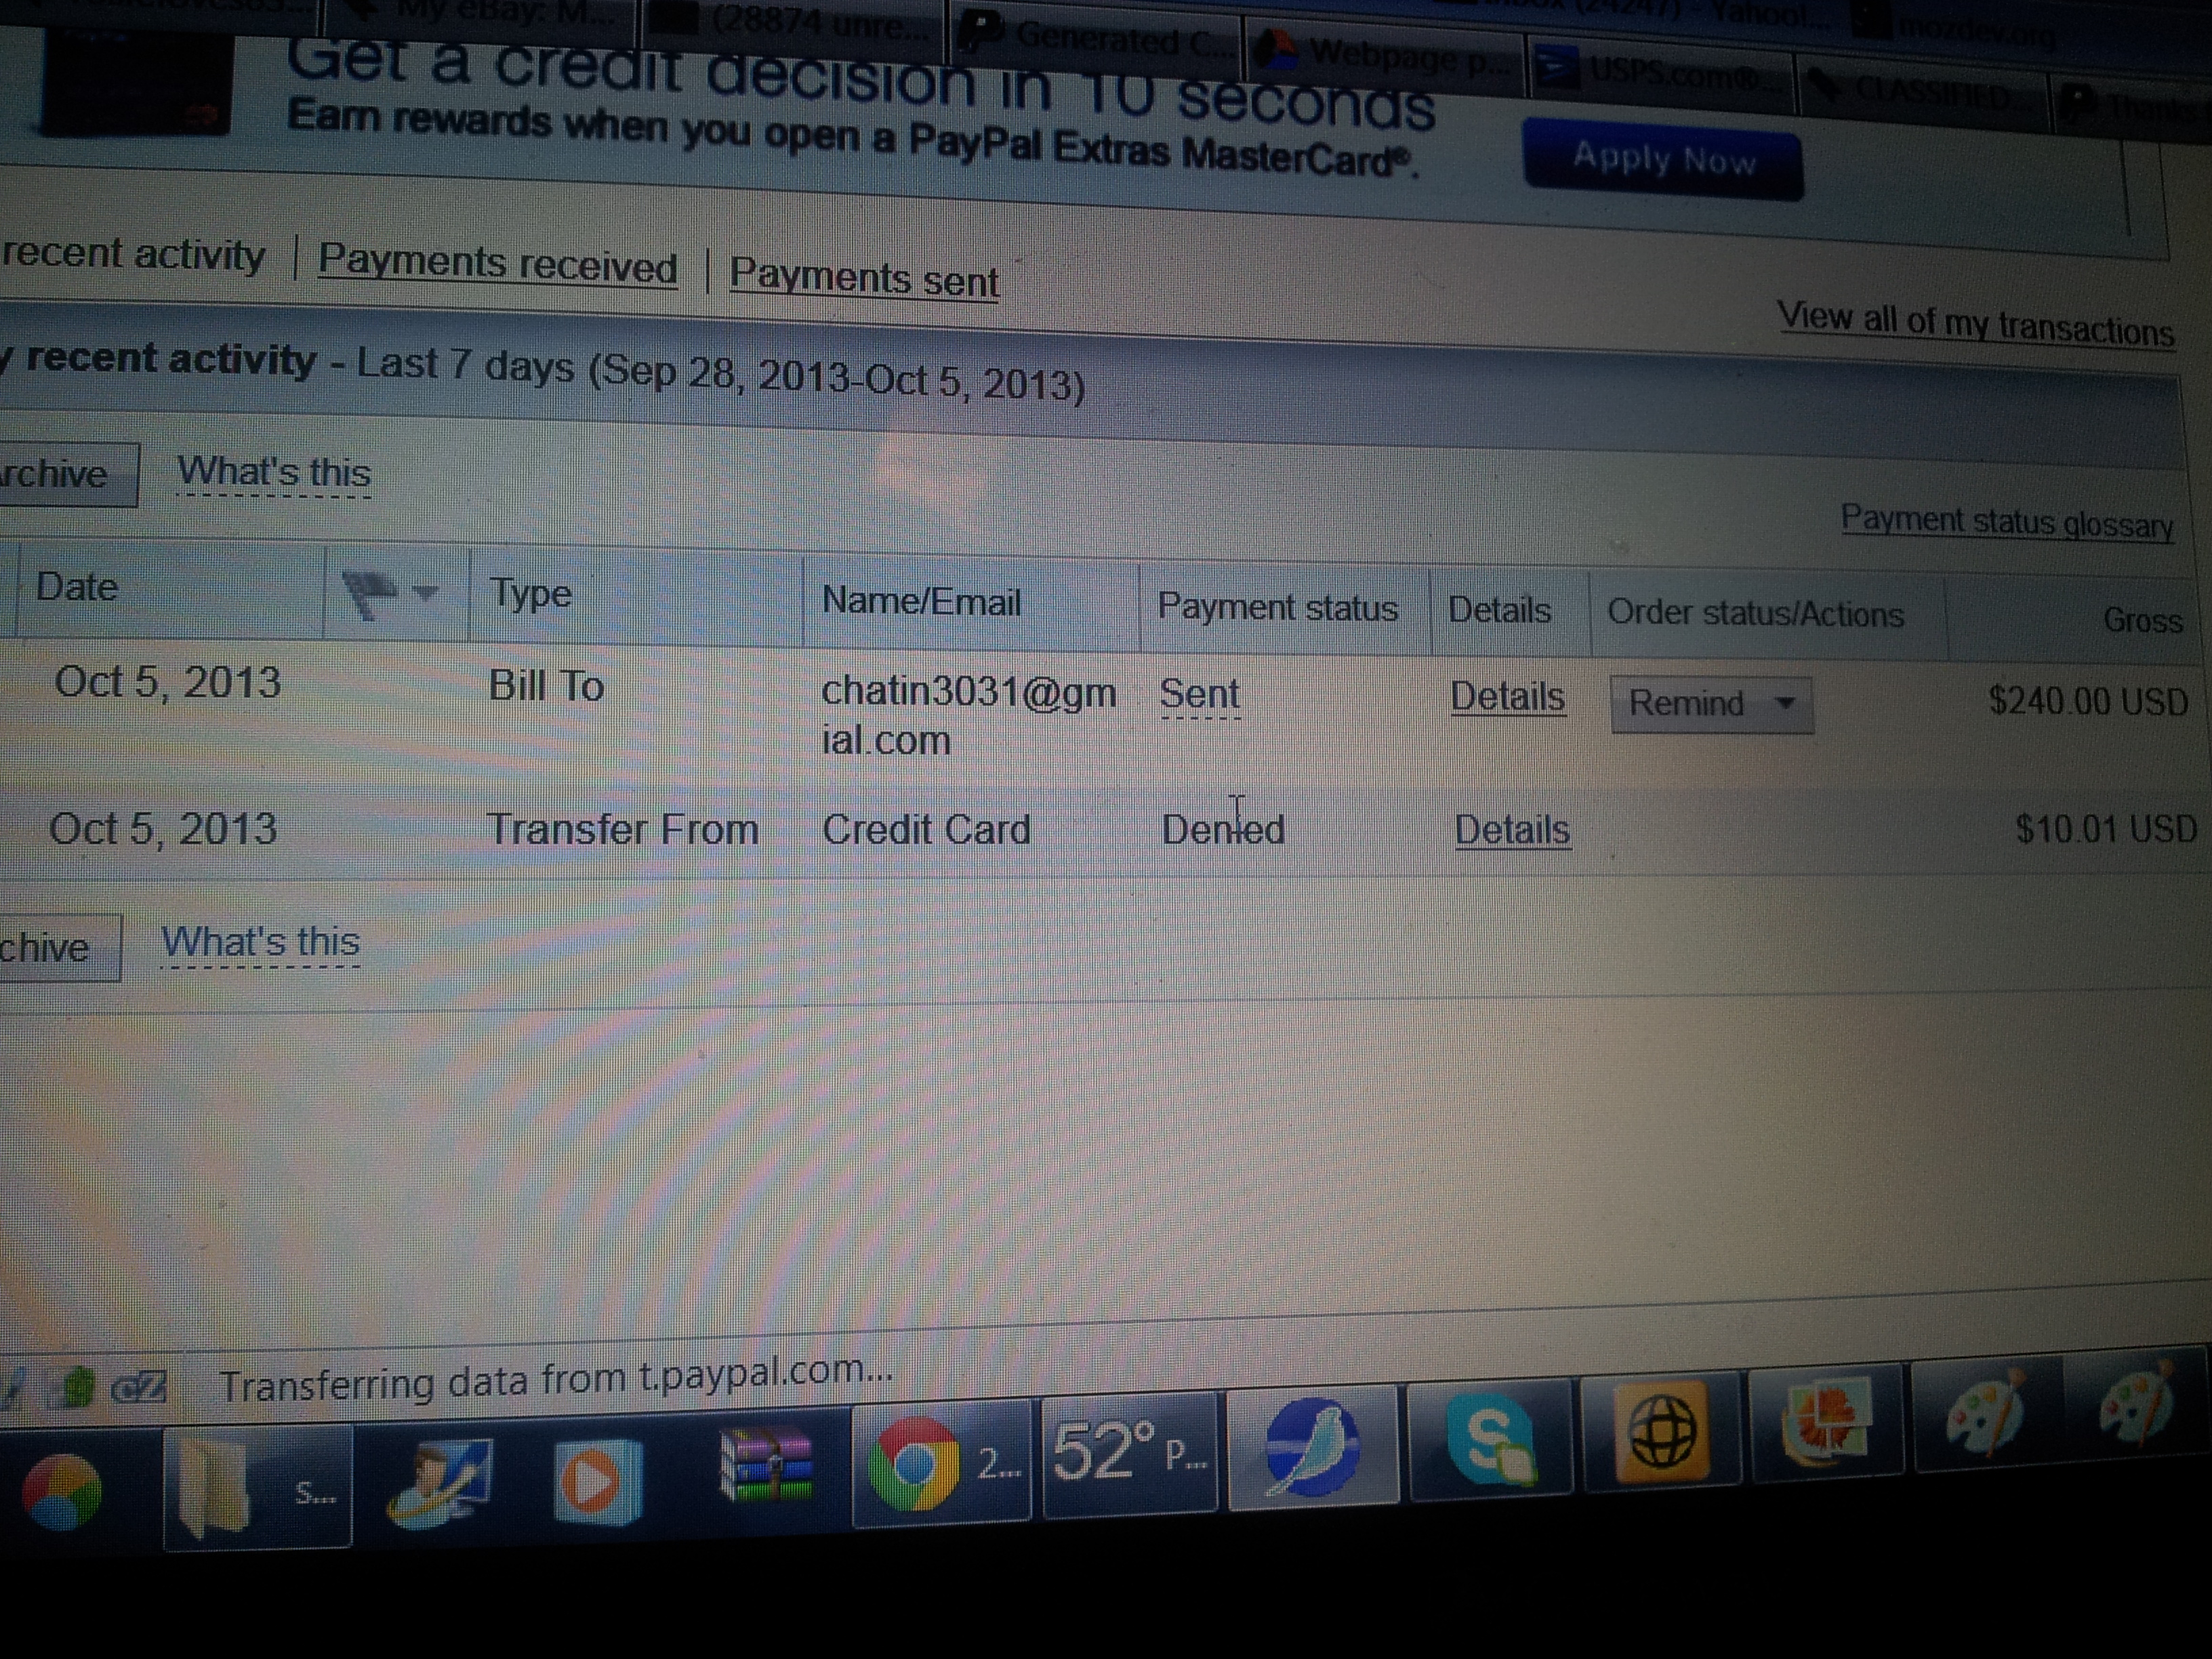 My eBay: M...
(28874 unre...
Generated C...
Webpage p...
USPS.com®...
CLASSIFIED...
mozdev.org
Get a credit decision in 10 seconds
Earn rewards when you open a PayPal Extras MasterCard®.
Apply Now
recent activity | Payments received | Payments sent
View all of my transactions
y recent activity - Last 7 days (Sep 28, 2013-Oct 5, 2013)
rchive What's this
Payment status glossary
Date Type Name/Email Payment status Details Order status/Actions Gross
Oct 5, 2013 Bill To chatin3031@gm Sent Details Remind $240.00 USD
ial.com
Oct 5, 2013 Transfer From Credit Card Denied Details $10.01 USD
chive What's this
cZ Transferring data from t.paypal.com...
S... 2... 52° P... S